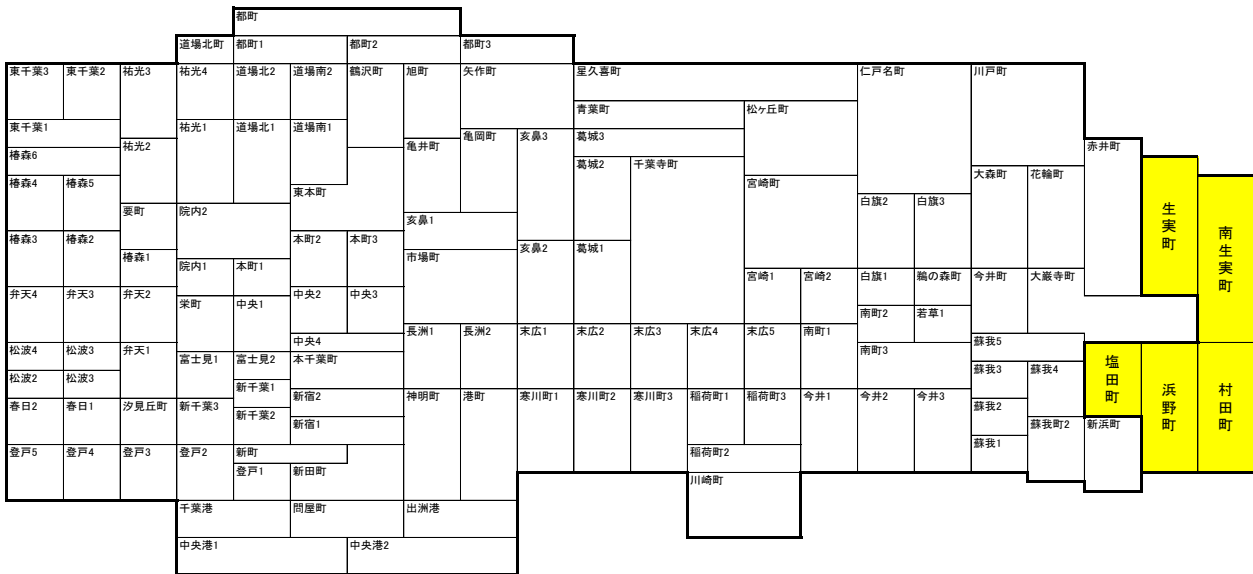 都町
道場北町 都町1 都町2 都町3
東千葉3 東千葉2 祐光3 祐光4 道場北2 道場南2 鶴沢町 旭町 矢作町 星久喜町 仁戸名町 川戸町
青葉町 松ヶ丘町
東千葉1 祐光1 道場北1 道場南1 亀岡町 亥鼻3 葛城3
祐光2 亀井町 赤井町
椿森6 葛城2 千葉寺町
椿森4 椿森5 東本町 宮崎町 大森町 花輪町
白旗2 白旗3
要町 院内2 亥鼻1
生実町
南生実町
椿森3 椿森2 本町2 本町3 亥鼻2 葛城1
椿森1 市場町
院内1 本町1 宮崎1 宮崎2 白旗1 鵜の森町 今井町 大巌寺町
弁天4 弁天3 弁天2 栄町 中央1 中央2 中央3
南町2 若草1
長洲1 長洲2 末広1 末広2 末広3 末広4 末広5 南町1
中央4 蘇我5
松波4 松波3 弁天1 富士見1 富士見2 本千葉町 南町3
塩田町
浜野町
村田町
蘇我3 蘇我4
松波2 松波3 新千葉1
新宿2 神明町 港町 寒川町1 寒川町2 寒川町3 稲荷町1 稲荷町3 今井1 今井2 今井3
春日2 春日1 汐見丘町 新千葉3 新千葉2 蘇我2
新宿1 蘇我町2 新浜町
蘇我1
登戸5 登戸4 登戸3 登戸2 新町 稲荷町2
登戸1 新田町
川崎町
千葉港 問屋町 出洲港
中央港1 中央港2